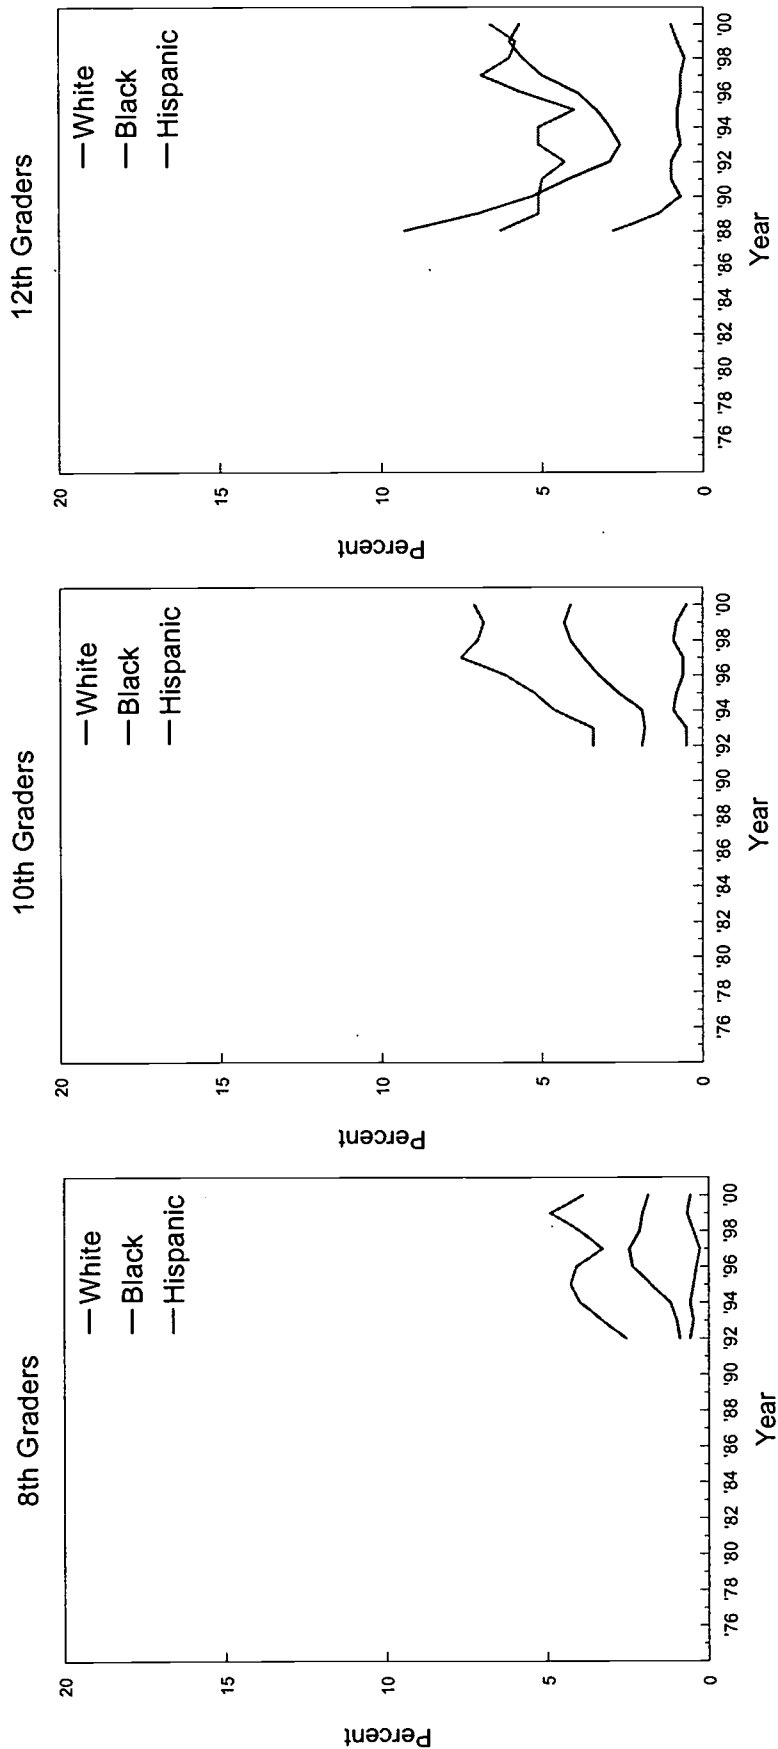 8th Graders
White
Black
Hispanic
Percent
20
15
10
5
0
'76 '78 '80 '82 '84 '86 '88 '90 '92 '94 '96 '98 '00
Year
10th Graders
White
Black
Hispanic
Percent
20
15
10
5
0
'76 '78 '80 '82 '84 '86 '88 '90 '92 '94 '96 '98 '00
Year
12th Graders
White
Black
Hispanic
Percent
20
15
10
5
0
'76 '78 '80 '82 '84 '86 '88 '90 '92 '94 '96 '98 '00
Year